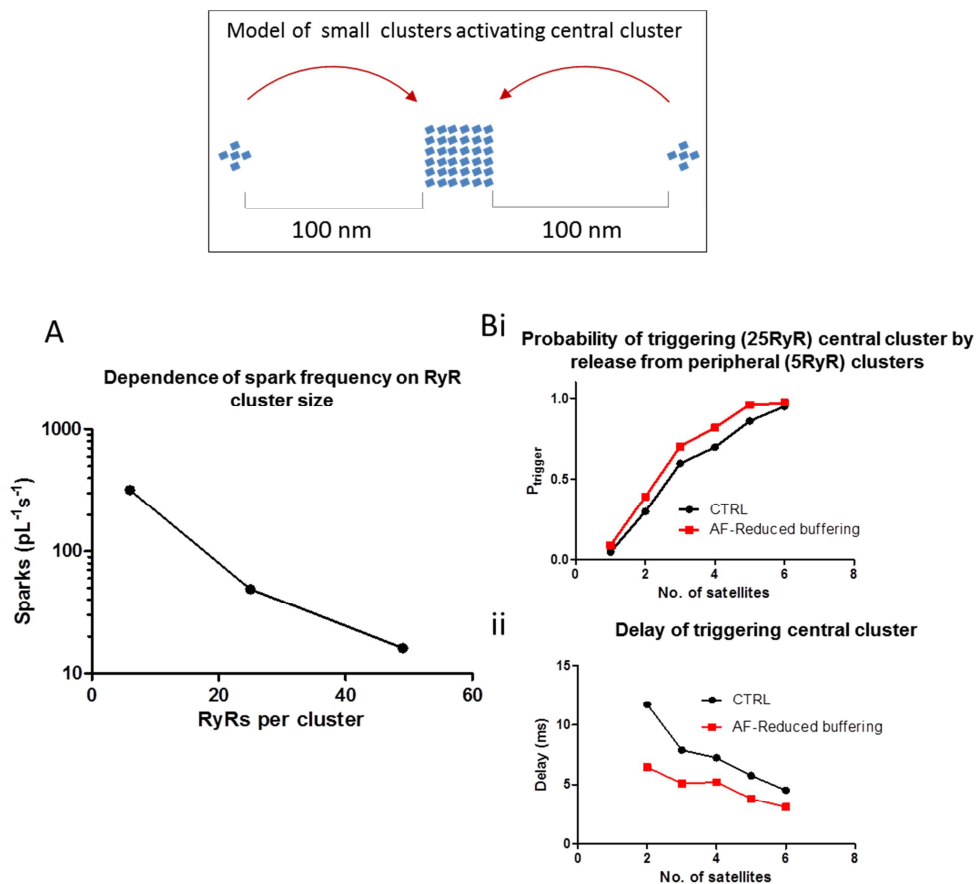 Model of small clusters activating central cluster
100 nm
100 nm
A
Dependence of spark frequency on RyR
cluster size
Sparks (pL⁻¹s⁻¹)
1000
100
10
0
20
40
60
RyRs per cluster
Bi
Probability of triggering (25RyR) central cluster by
release from peripheral (5RyR) clusters
Ptrigger
1.0
0.5
0.0
CTRL
AF-Reduced buffering
0
2
4
6
8
No. of satellites
ii
Delay of triggering central cluster
Delay (ms)
15
10
5
0
CTRL
AF-Reduced buffering
0
2
4
6
8
No. of satellites